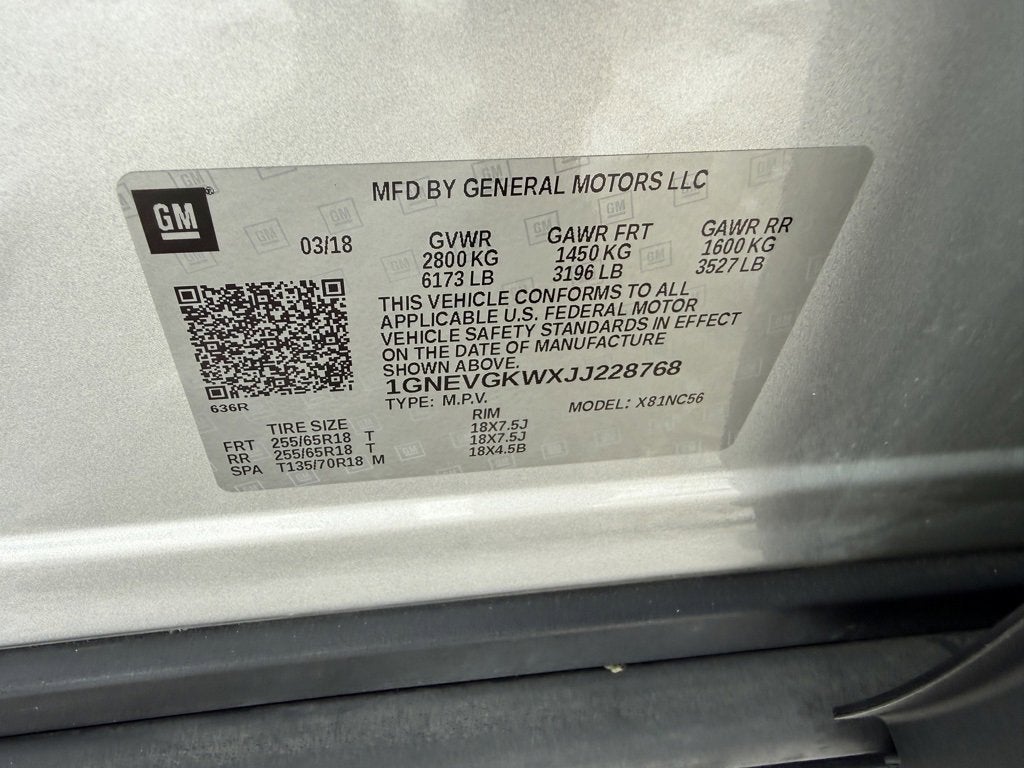 GM®
MFD BY GENERAL MOTORS LLC
03/18
GVWR
2800 KG
6173 LB
GAWR FRT
1450 KG
3196 LB
GAWR RR
1600 KG
3527 LB
THIS VEHICLE CONFORMS TO ALL
APPLICABLE U.S. FEDERAL MOTOR
VEHICLE SAFETY STANDARDS IN EFFECT
ON THE DATE OF MANUFACTURE
SHOWN ABOVE.
1GNEVGKWXJJ228768
TYPE: M.P.V.
MODEL: X81NC56
636R
TIRE SIZE
RIM
FRT 255/65R18 T 18X7.5J
RR 255/65R18 T 18X7.5J
SPA T135/70R18 M 18X4.5B